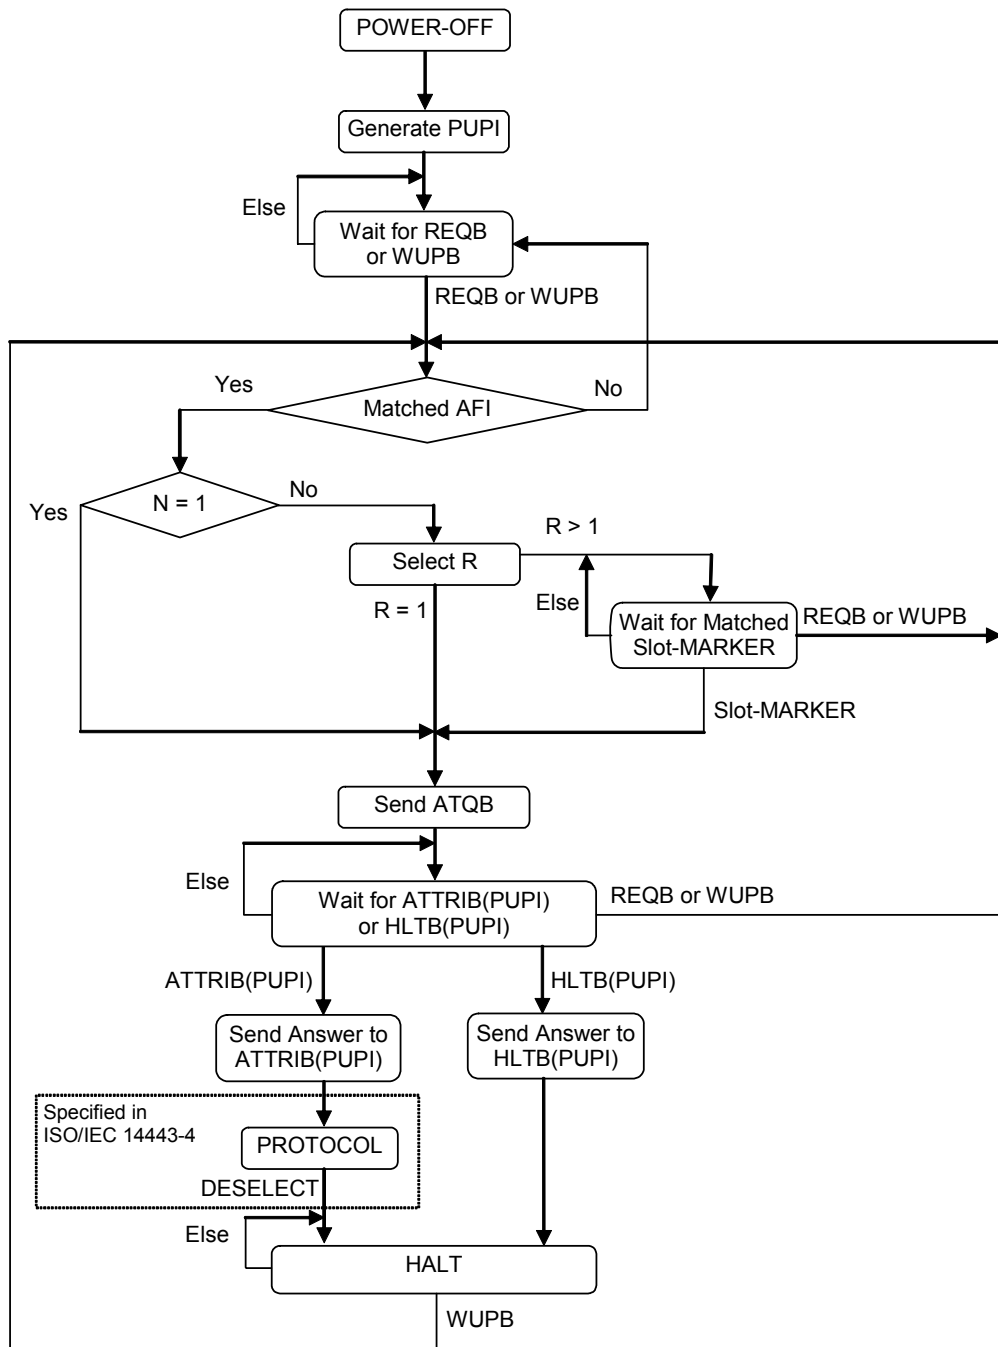 POWER-OFF
Generate PUPI
Else
Wait for REQB
or WUPB
REQB or WUPB
Yes
Matched AFI
No
Yes
N = 1
No
R > 1
Select R
R = 1
Else
Wait for Matched
Slot-MARKER
REQB or WUPB
Slot-MARKER
Send ATQB
Else
Wait for ATTRIB(PUPI)
or HLTB(PUPI)
REQB or WUPB
ATTRIB(PUPI)
HLTB(PUPI)
Send Answer to
ATTRIB(PUPI)
Send Answer to
HLTB(PUPI)
Specified in
ISO/IEC 14443-4
PROTOCOL
DESELECT
Else
HALT
WUPB